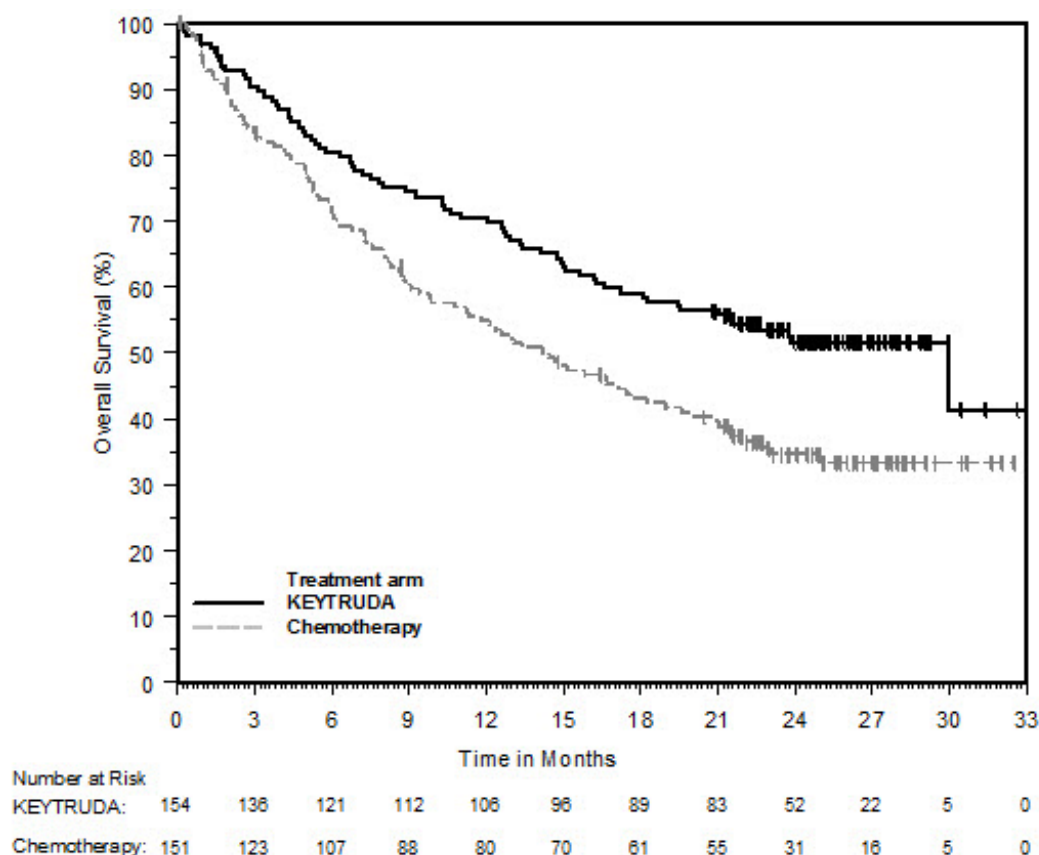 100
90
80
70
60
50
40
30
20
10
0
Overall Survival (%)
Treatment arm
KEYTRUDA
Chemotherapy
0 3 6 9 12 15 18 21 24 27 30 33
Time in Months
Number at Risk
KEYTRUDA: 154 136 121 112 106 96 89 83 52 22 5 0
Chemotherapy: 151 123 107 88 80 70 61 55 31 16 5 0